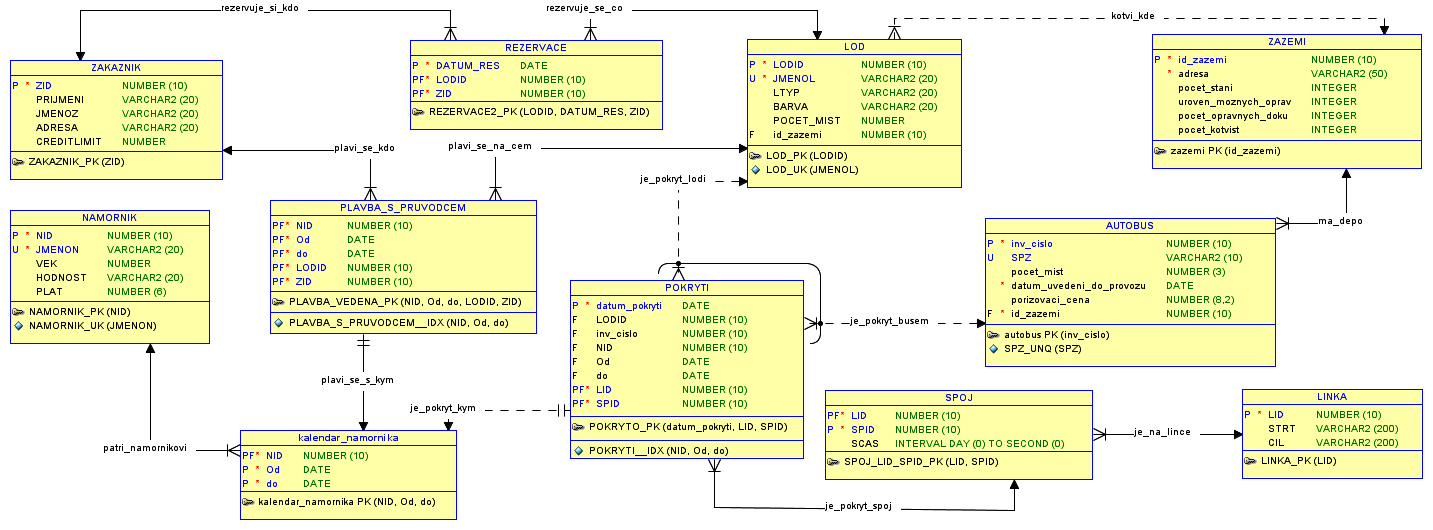 rezervuje_si_kdo
rezervuje_se_co
kotvi_kde
ZAKAZNIK
P * ZID NUMBER (10)
PRIJMENI VARCHAR2 (20)
JMENOZ VARCHAR2 (20)
ADRESA VARCHAR2 (20)
CREDITLIMIT NUMBER
ZAKAZNIK_PK (ZID)
REZERVACE
P * DATUM_RES DATE
PF* LODID NUMBER (10)
PF* ZID NUMBER (10)
REZERVACE2_PK (LODID, DATUM_RES, ZID)
LOD
P * LODID NUMBER (10)
U * JMENOL VARCHAR2 (20)
LTYP VARCHAR2 (20)
BARVA VARCHAR2 (20)
POCET_MIST NUMBER
F id_zazemi NUMBER (10)
LOD_PK (LODID)
LOD_UK (JMENOL)
ZAZEMI
P * id_zazemi NUMBER (10)
* adresa VARCHAR2 (50)
pocet_stani INTEGER
uroven_moznych_oprav INTEGER
pocet_opravnych_doku INTEGER
pocet_kotvist INTEGER
zazemi PK (id_zazemi)
plavi_se_kdo
plavi_se_na_cem
je_pokryt_lodi
ma_depo
NAMORNIK
P * NID NUMBER (10)
U * JMENON VARCHAR2 (20)
VEK NUMBER
HODNOST VARCHAR2 (20)
PLAT NUMBER (6)
NAMORNIK_PK (NID)
NAMORNIK_UK (JMENON)
PLAVBA_S_PRUVODCEM
PF* NID NUMBER (10)
PF* Od DATE
PF* do DATE
PF* LODID NUMBER (10)
PF* ZID NUMBER (10)
PLAVBA_VEDENA_PK (NID, Od, do, LODID, ZID)
PLAVBA_S_PRUVODCEM__IDX (NID, Od, do)
AUTOBUS
P * inv_cislo NUMBER (10)
U SPZ VARCHAR2 (10)
pocet_mist NUMBER (3)
* datum_uvedeni_do_provozu DATE
porizovaci_cena NUMBER (8,2)
F * id_zazemi NUMBER (10)
autobus PK (inv_cislo)
SPZ_UNQ (SPZ)
POKRYTI
P * datum_pokryti DATE
F LODID NUMBER (10)
F inv_cislo NUMBER (10)
F NID NUMBER (10)
F Od DATE
F do DATE
PF* LID NUMBER (10)
PF* SPID NUMBER (10)
POKRYTO_PK (datum_pokryti, LID, SPID)
POKRYTI__IDX (NID, Od, do)
je_pokryt_busem
plavi_se_s_kym
je_pokryt_kym
patri_namornikovi
kalendar_namornika
PF* NID NUMBER (10)
P * Od DATE
P * do DATE
kalendar_namornika PK (NID, Od, do)
SPOJ
PF* LID NUMBER (10)
P * SPID NUMBER (10)
SCAS INTERVAL DAY (0) TO SECOND (0)
SPOJ_LID_SPID_PK (LID, SPID)
je_na_lince
LINKA
P * LID NUMBER (10)
STRT VARCHAR2 (200)
CIL VARCHAR2 (200)
LINKA_PK (LID)
je_pokryt_spoj